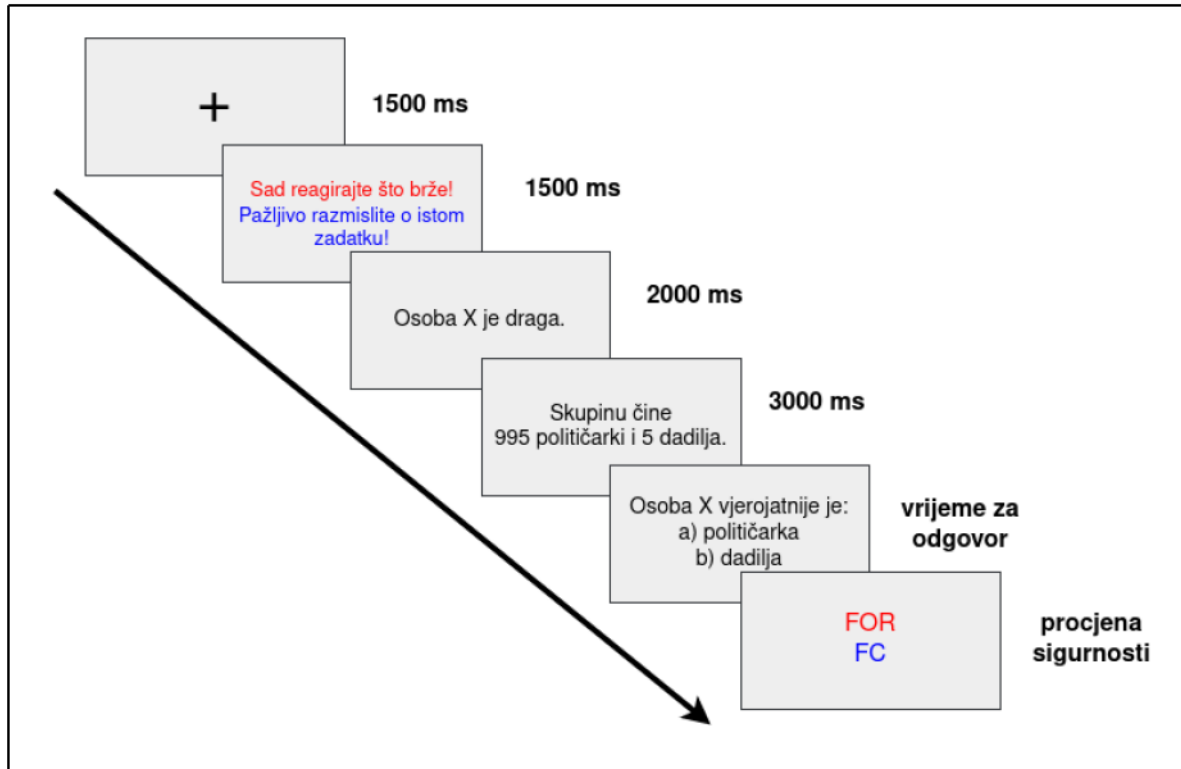 +
1500 ms
Sad reagirajte što brže!
Pažljivo razmislite o istom
zadatku!
1500 ms
Osoba X je draga.
2000 ms
Skupinu čine
995 političarki i 5 dadilja.
3000 ms
Osoba X vjerojatnije je:
a) političarka
b) dadilja
vrijeme za
odgovor
FOR
FC
procjena
sigurnosti